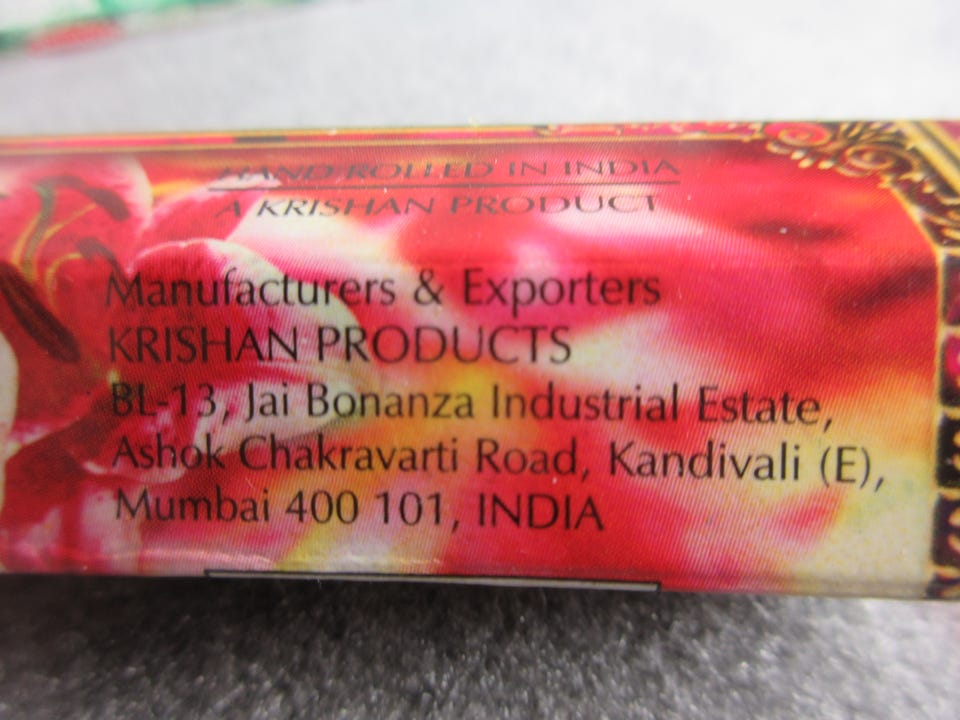 HAND ROLLED IN INDIA
A KRISHAN PRODUCT
Manufacturers & Exporters
KRISHAN PRODUCTS
BL-13, Jai Bonanza Industrial Estate,
Ashok Chakravarti Road, Kandivali (E),
Mumbai 400 101, INDIA